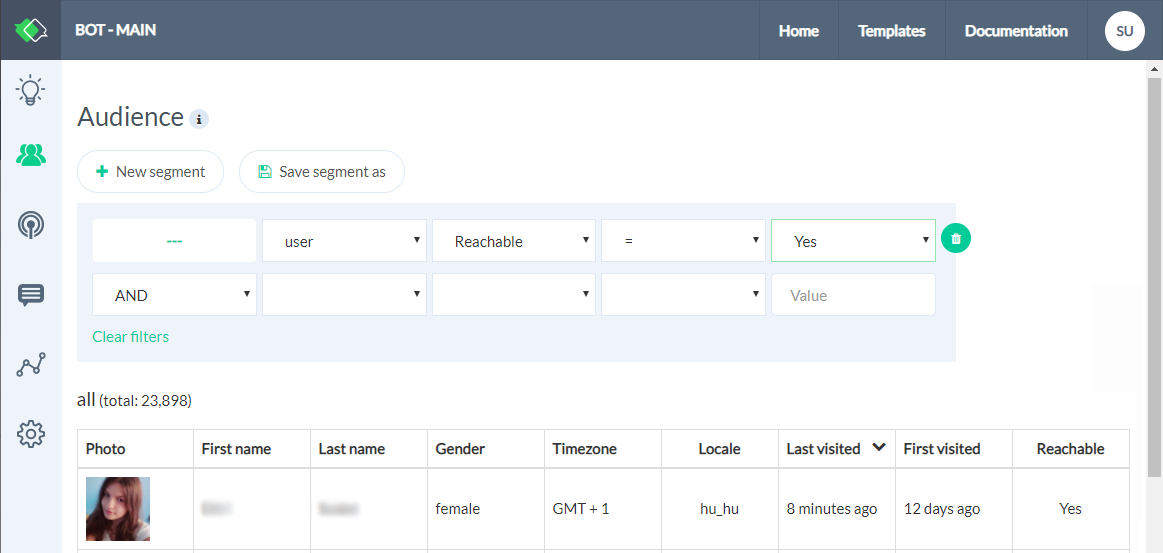 BOT - MAIN Home Templates Documentation SU
Audience i
New segment Save segment as
--- user Reachable = Yes
AND Value
Clear filters
all (total: 23,898)
Photo First name Last name Gender Timezone Locale Last visited First visited Reachable
female GMT + 1 hu_hu 8 minutes ago 12 days ago Yes